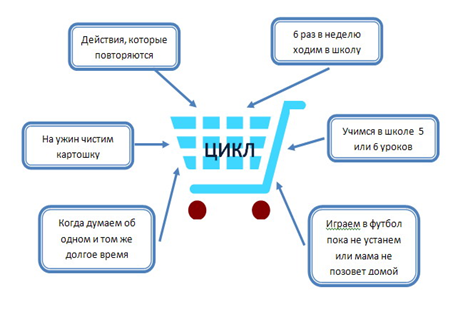 Действия, которые
повторяются
6 раз в неделю
ходим в школу
На ужин чистим
картошку
ЦИКЛ
Учимся в школе 5
или 6 уроков
Когда думаем об
одном и том же
долгое время
Играем в футбол
пока не устанем
или мама не
позовет домой